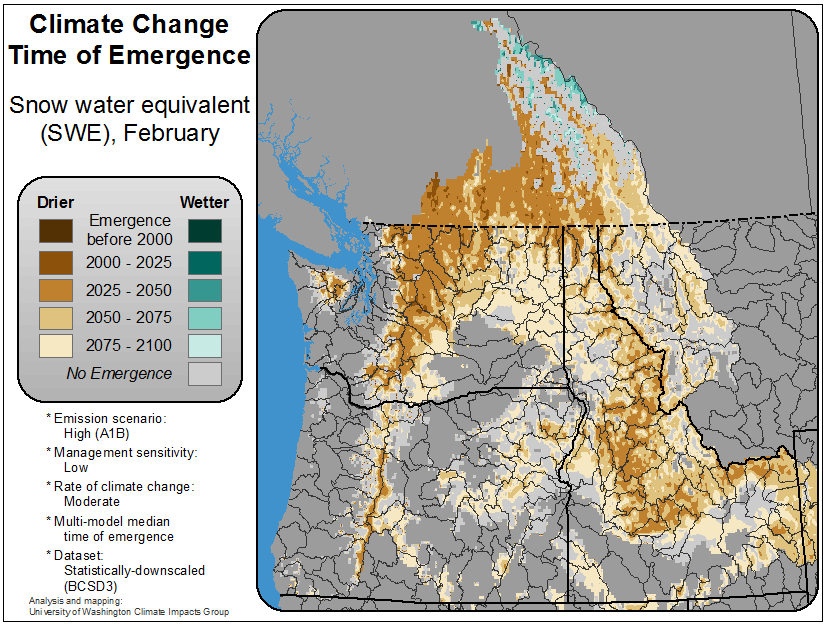 Climate Change
Time of Emergence
Snow water equivalent
(SWE), February
Drier
Wetter
Emergence
before 2000
2000 - 2025
2025 - 2050
2050 - 2075
2075 - 2100
No Emergence
* Emission scenario:
High (A1B)
* Management sensitivity:
Low
* Rate of climate change:
Moderate
* Multi-model median
time of emergence
* Dataset:
Statistically-downscaled
(BCSD3)
Analysis and mapping:
University of Washington Climate Impacts Group